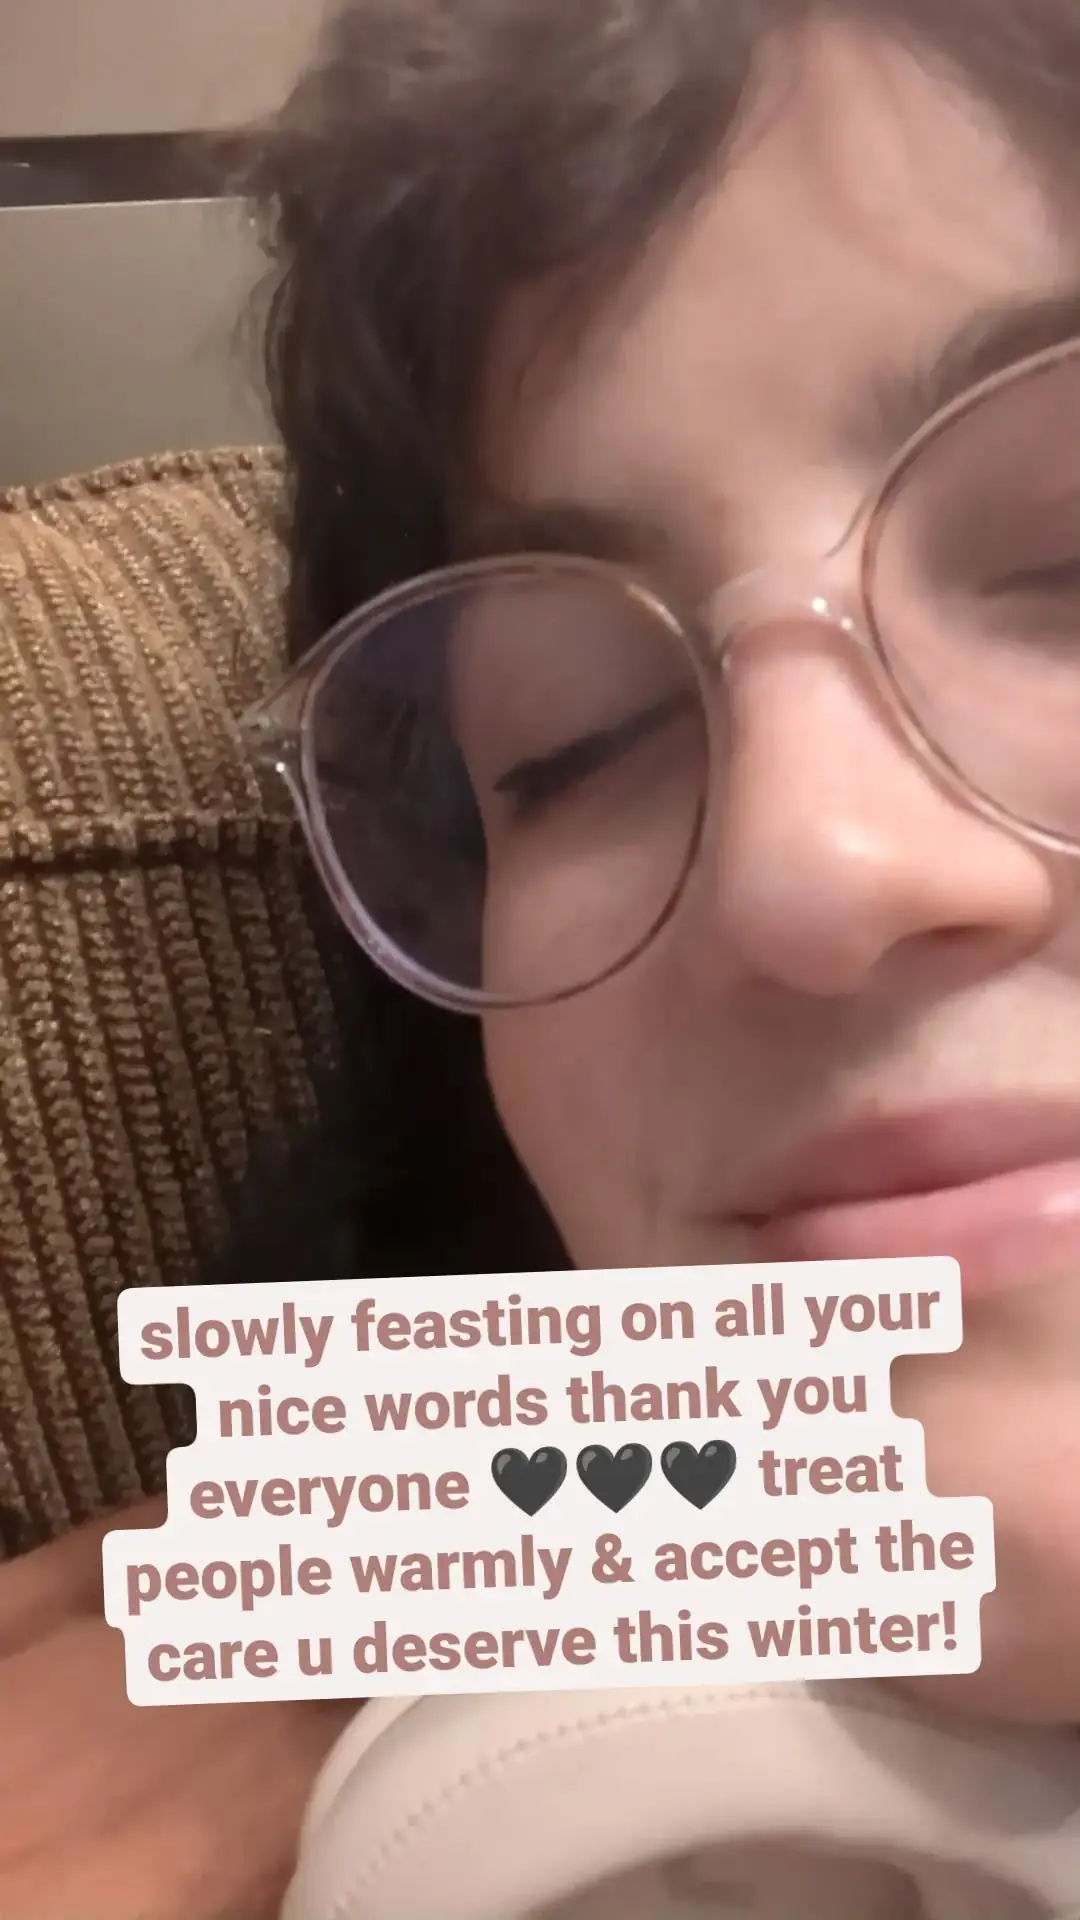 slowly feasting on all your
nice words thank you
everyone 🖤🖤🖤 treat
people warmly & accept the
care u deserve this winter!